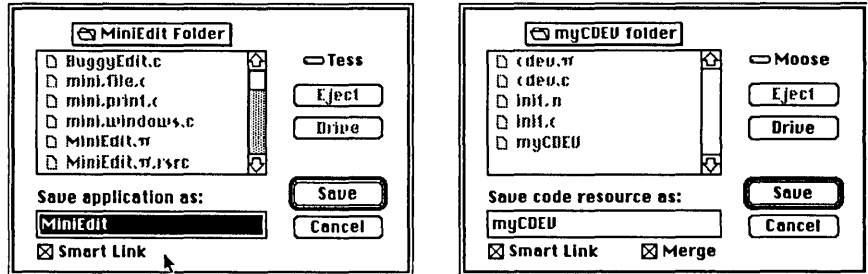 MiniEdit Folder
BuggyEdit.c
mini.file.c
mini.print.c
mini.windows.c
MiniEdit.π
MiniEdit.π.rsrc
Tess
Eject
Drive
Save application as:
MiniEdit
Save
Cancel
Smart Link
myCDEV folder
cdev.π
cdev.c
init.π
init.c
myCDEV
Moose
Eject
Drive
Save code resource as:
myCDEV
Save
Cancel
Smart Link
Merge